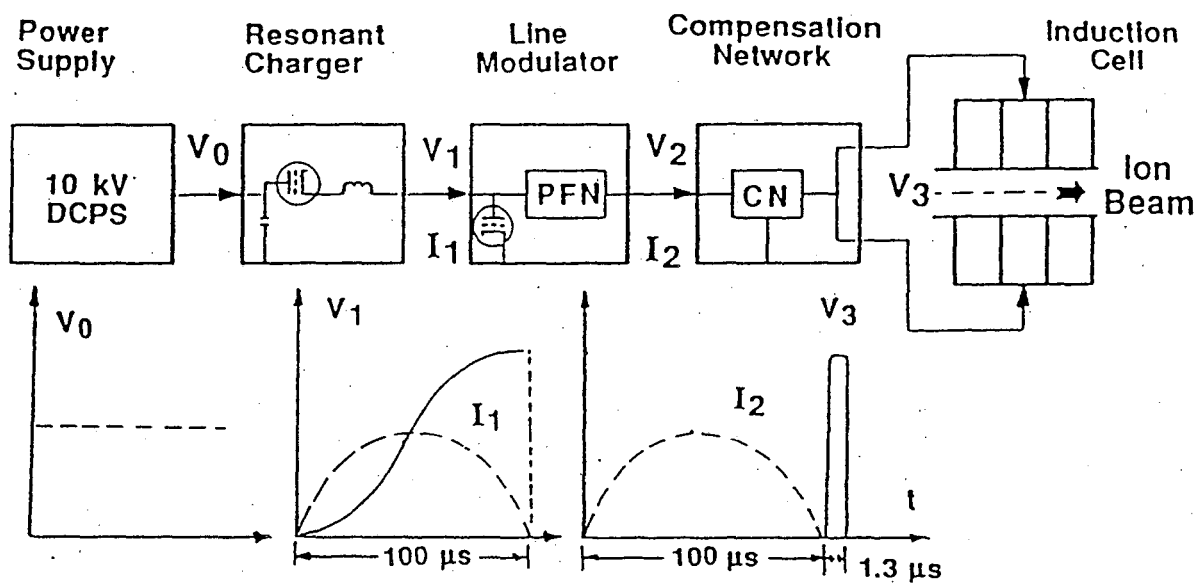 Power
Supply
Resonant
Charger
Line
Modulator
Compensation
Network
Induction
Cell
10 kV
DCPS
V0
V1
I1
PFN
V2
I2
CN
V3
Ion
Beam
V0
V1
I1
100 μs
V3
I2
t
100 μs
1.3 μs